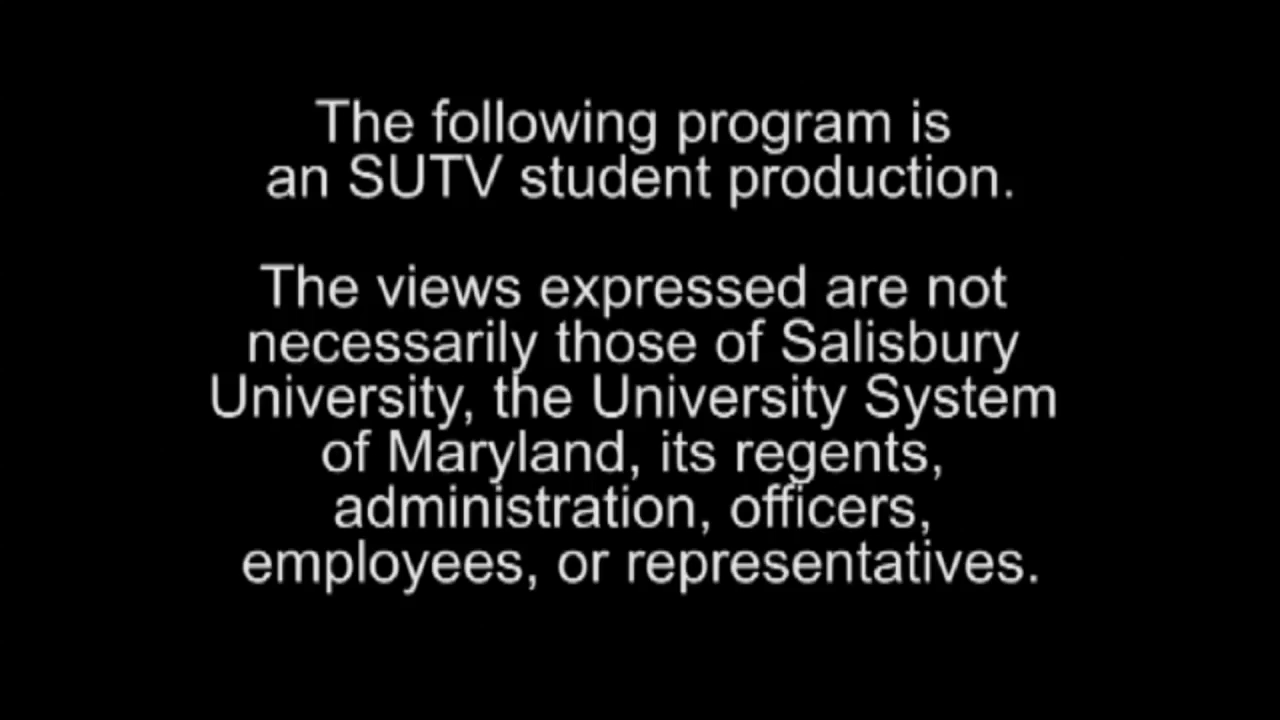 The following program is
an SUTV student production.
The views expressed are not
necessarily those of Salisbury
University, the University System
of Maryland, its regents,
administration, officers,
employees, or representatives.